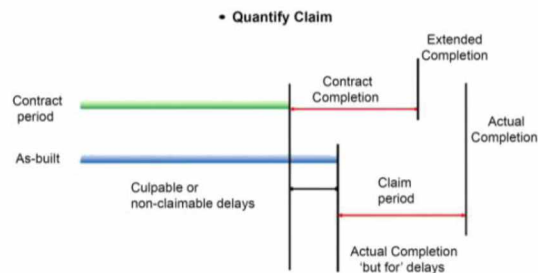 • Quantify Claim
Extended
Completion
Contract
Completion
Contract
period
Actual
Completion
As-built
Culpable or
non-claimable delays
Claim
period
Actual Completion
'but for' delays